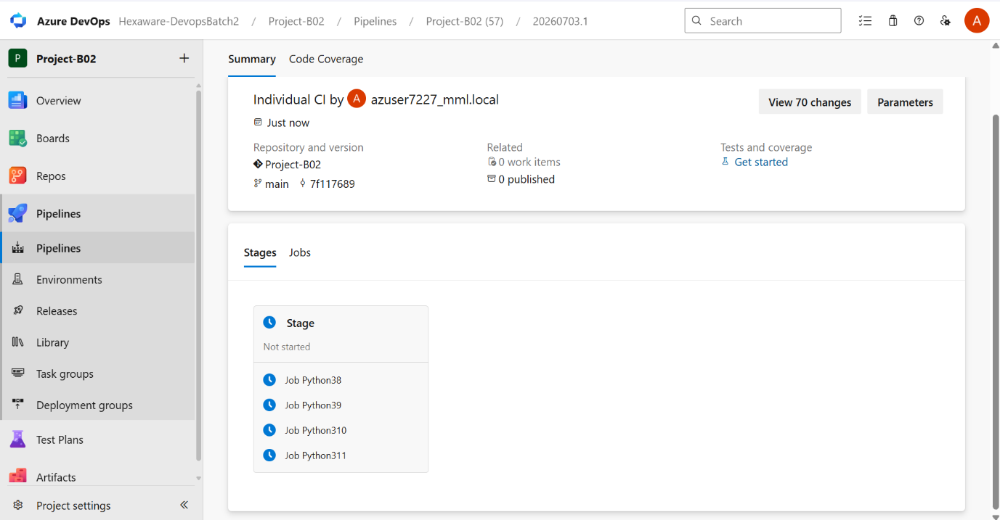 Azure DevOps Hexaware-DevopsBatch2 / Project-B02 / Pipelines / Project-B02 (57) / 20260703.1 Search A
P Project-B02 +
Overview
Boards
Repos
Pipelines
Pipelines
Environments
Releases
Library
Task groups
Deployment groups
Test Plans
Artifacts
Project settings
Summary Code Coverage
Individual CI by A azuser7227_mml.local
View 70 changes Parameters
Just now
Repository and version
Project-B02
main 7f117689
Related
0 work items
0 published
Tests and coverage
Get started
Stages Jobs
Stage
Not started
Job Python38
Job Python39
Job Python310
Job Python311